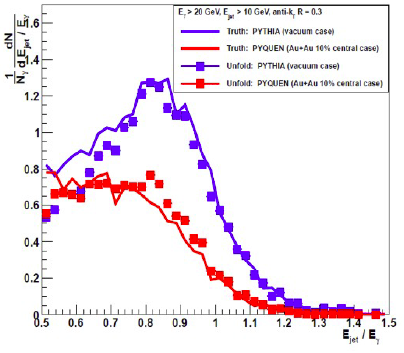 E_γ > 20 GeV, E_jet > 10 GeV, anti-k_T R = 0.3
Truth: PYTHIA (vacuum case)
Truth: PYQUEN (Au+Au 10% central case)
Unfold: PYTHIA (vacuum case)
Unfold: PYQUEN (Au+Au 10% central case)
1/N_γ dN/d E_jet / E_γ
1.6
1.4
1.2
1
0.8
0.6
0.4
0.2
0
0.5 0.6 0.7 0.8 0.9 1 1.1 1.2 1.3 1.4 1.5
E_jet / E_γ